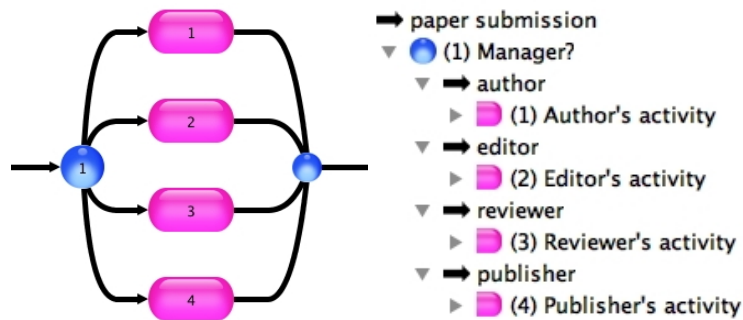 1
2
1
3
4
paper submission
(1) Manager?
author
(1) Author's activity
editor
(2) Editor's activity
reviewer
(3) Reviewer's activity
publisher
(4) Publisher's activity